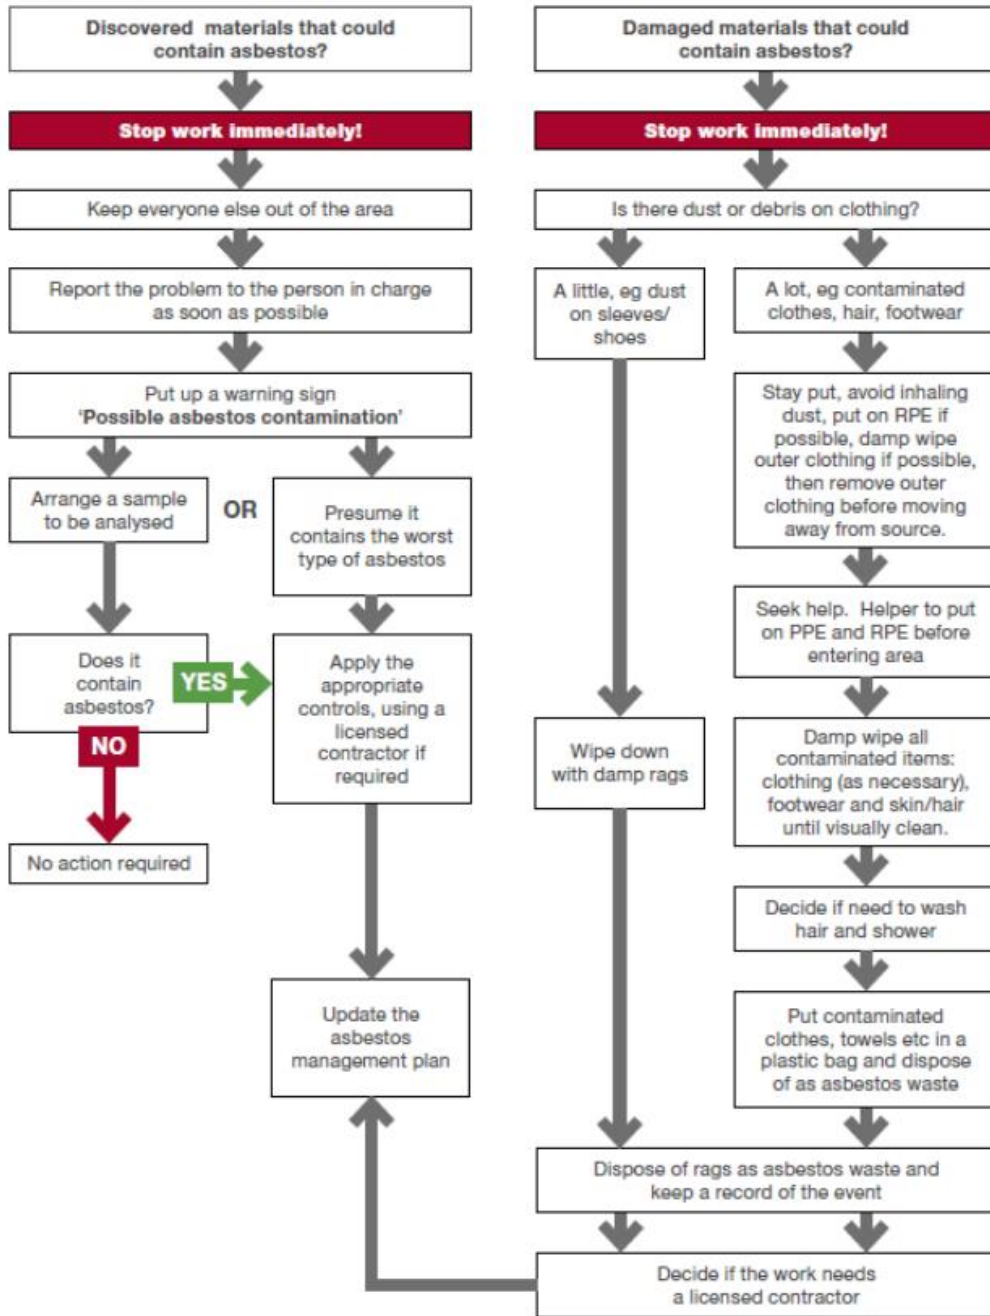 Discovered materials that could
contain asbestos?
Stop work immediately!
Keep everyone else out of the area
Report the problem to the person in charge
as soon as possible
Put up a warning sign
‘Possible asbestos contamination’
Arrange a sample
to be analysed
OR
Presume it
contains the worst
type of asbestos
Does it
contain
asbestos?
YES
NO
No action required
Apply the
appropriate
controls, using a
licensed
contractor if
required
Update the
asbestos
management plan
Damaged materials that could
contain asbestos?
Stop work immediately!
Is there dust or debris on clothing?
A little, eg dust
on sleeves/
shoes
Wipe down
with damp rags
A lot, eg contaminated
clothes, hair, footwear
Stay put, avoid inhaling
dust, put on RPE if
possible, damp wipe
outer clothing if possible,
then remove outer
clothing before moving
away from source.
Seek help. Helper to put
on PPE and RPE before
entering area
Damp wipe all
contaminated items:
clothing (as necessary),
footwear and skin/hair
until visually clean.
Decide if need to wash
hair and shower
Put contaminated
clothes, towels etc in a
plastic bag and dispose
of as asbestos waste
Dispose of rags as asbestos waste and
keep a record of the event
Decide if the work needs
a licensed contractor